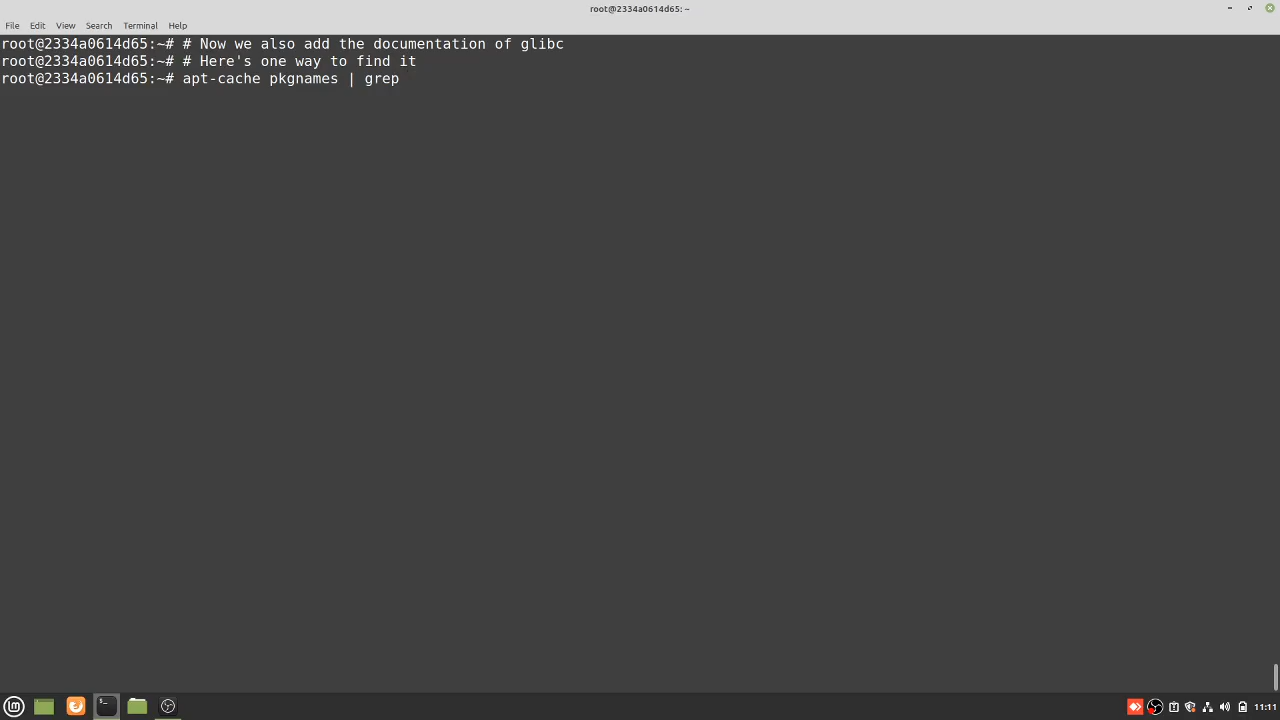 root@2334a0614d65: ~
File Edit View Search Terminal Help
root@2334a0614d65:~# # Now we also add the documentation of glibc
root@2334a0614d65:~# # Here's one way to find it
root@2334a0614d65:~# apt-cache pkgnames | grep
11:11